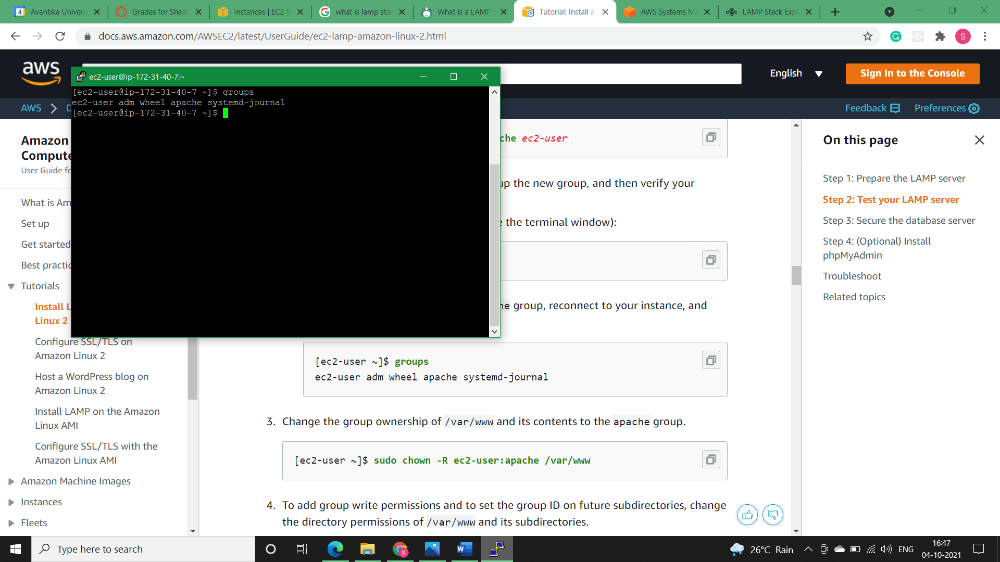 Avantika Univers
Grades for Sheik
Instances | EC2 M
what is lamp stac
What is a LAMP s
Tutorial: Install a
AWS Systems Ma
LAMP Stack Expl
docs.aws.amazon.com/AWSEC2/latest/UserGuide/ec2-lamp-amazon-linux-2.html
S
aws
English
Sign In to the Console
AWS
Feedback
Preferences
ec2-user@ip-172-31-40-7:~
[ec2-user@ip-172-31-40-7 ~]$ groups
ec2-user adm wheel apache systemd-journal
[ec2-user@ip-172-31-40-7 ~]$
Amazon
Compute
User Guide fo
What is Am
Set up
Get started
Best practic
Tutorials
Install L
Linux 2
Configure SSL/TLS on
Amazon Linux 2
Host a WordPress blog on
Amazon Linux 2
Install LAMP on the Amazon
Linux AMI
Configure SSL/TLS with the
Amazon Linux AMI
Amazon Machine Images
Instances
Fleets
che ec2-user
up the new group, and then verify your
e the terminal window):
he group, reconnect to your instance, and
[ec2-user ~]$ groups
ec2-user adm wheel apache systemd-journal
3. Change the group ownership of /var/www and its contents to the apache group.
[ec2-user ~]$ sudo chown -R ec2-user:apache /var/www
4. To add group write permissions and to set the group ID on future subdirectories, change
the directory permissions of /var/www and its subdirectories.
On this page
Step 1: Prepare the LAMP server
Step 2: Test your LAMP server
Step 3: Secure the database server
Step 4: (Optional) Install
phpMyAdmin
Troubleshoot
Related topics
Type here to search
26°C Rain
ENG
16:47
04-10-2021